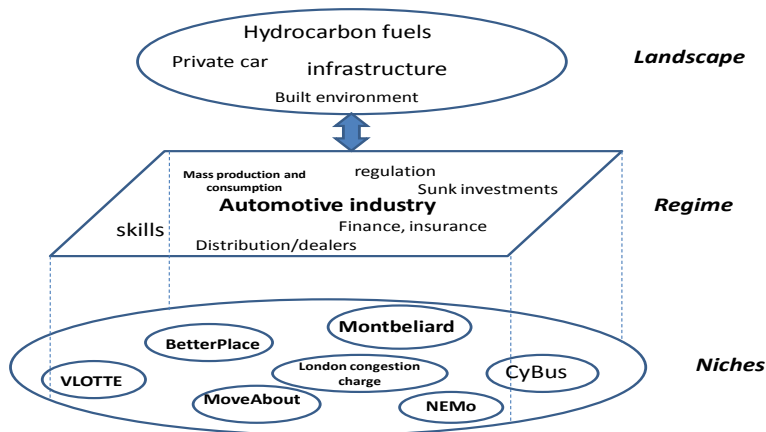 Hydrocarbon fuels
Private car
infrastructure
Built environment
Landscape
Mass production and
consumption
regulation
Sunk investments
Automotive industry
Regime
skills
Finance, insurance
Distribution/dealers
Montbeliard
BetterPlace
London congestion
charge
CyBus
Niches
VLOTTE
MoveAbout
NEMo